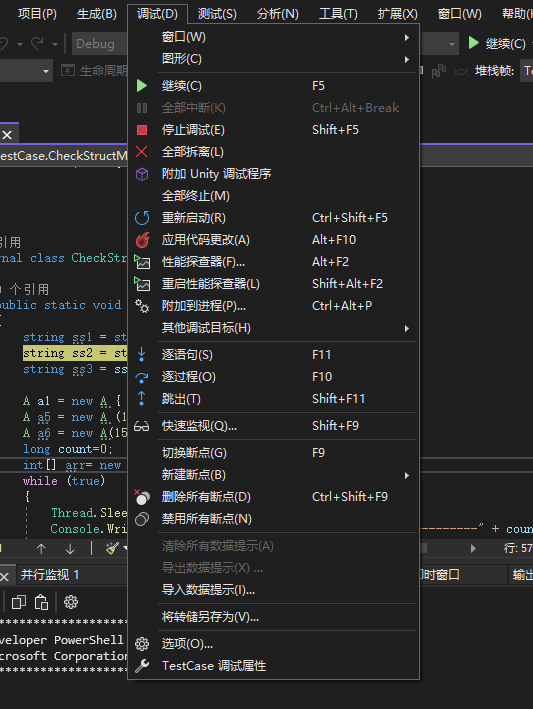 项目(P) 生成(B) 调试(D) 测试(S) 分析(N) 工具(T) 扩展(X) 窗口(W) 帮助(
Debug
继续(C)
生命周期
堆栈帧:
窗口(W)
图形(C)
继续(C) F5
全部中断(K) Ctrl+Alt+Break
停止调试(E) Shift+F5
全部拆离(L)
附加 Unity 调试程序
全部终止(M)
重新启动(R) Ctrl+Shift+F5
应用代码更改(A) Alt+F10
性能探查器(F)... Alt+F2
重启性能探查器(L) Shift+Alt+F2
附加到进程(P)... Ctrl+Alt+P
其他调试目标(H)
逐语句(S) F11
逐过程(O) F10
跳出(T) Shift+F11
快速监视(Q)... Shift+F9
切换断点(G) F9
新建断点(B)
删除所有断点(D) Ctrl+Shift+F9
禁用所有断点(N)
清除所有数据提示(A)
导出数据提示(X) ...
导入数据提示(I)...
将转储另存为(V)...
选项(O)...
TestCase 调试属性
estCase.CheckStructM
引用
rnal class CheckStr
个引用
public static void
{
string ss1 = st
string ss2 = st
string ss3 = ss
A a1 = new A {
A a5 = new A (1
A a6 = new A(15
long count=0;
int[] arr= new
while (true)
{
Thread.Slee
Console.Wri
----------" + coun
行: 57
并行监视 1
即时窗口
输出
********************
veloper PowerShell
crosoft Corporation
********************